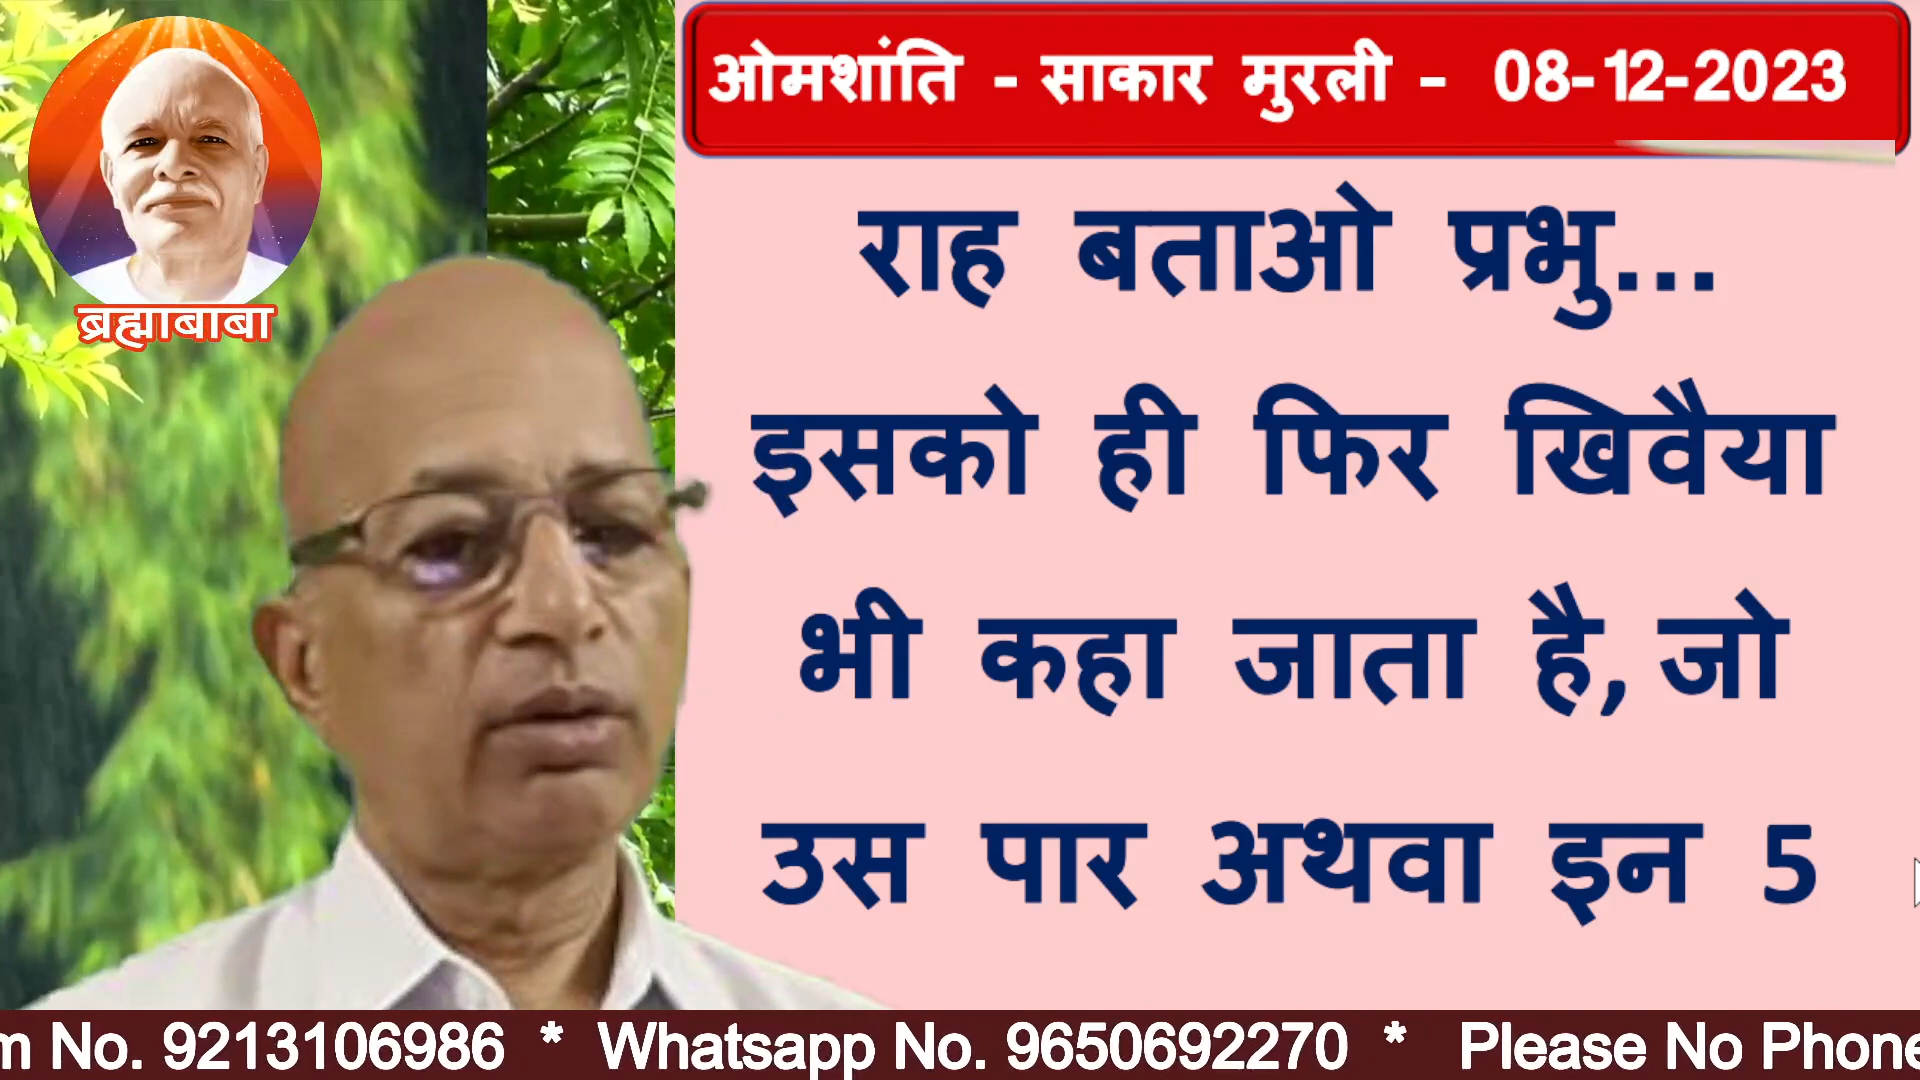 ओमशांति - साकार मुरली - 08-12-2023
ब्रह्माबाबा
राह बताओ प्रभु...
इसको ही फिर खिवैया
भी कहा जाता है, जो
उस पार अथवा इन 5
m No. 9213106986 * Whatsapp No. 9650692270 * Please No Phone